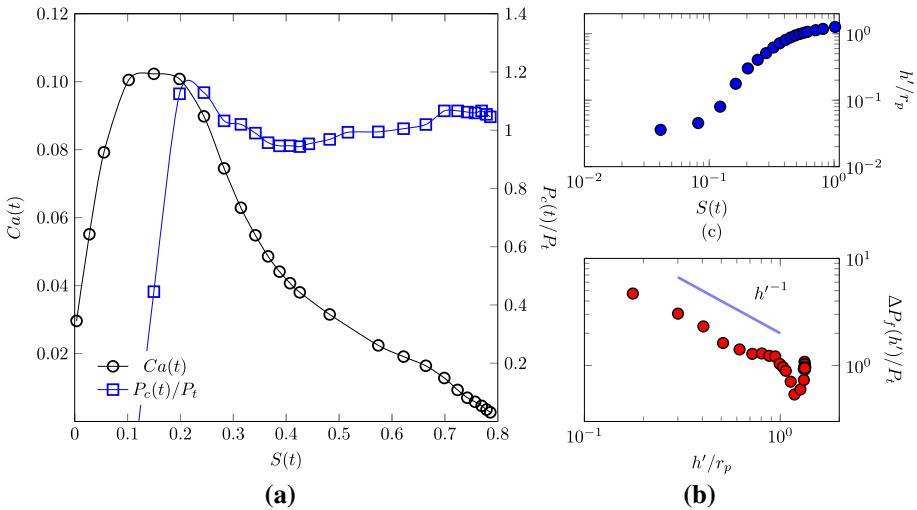 0.12
0.10
0.08
0.06
0.04
0.02
Ca(t)
1.4
1.2
1
0.8
0.6
0.4
0.2
P_c(t)/P_t
Ca(t)
P_c(t)/P_t
0 0.1 0.2 0.3 0.4 0.5 0.6 0.7 0.8
S(t)
(a)
10^0
10^{-1}
10^{-2}
h′/r_p
10^{-2} 10^{-1} 10^0
S(t)
(c)
h′^{-1}
10^1
10^0
ΔP_f(h′)/P_t
10^{-1} 10^0
h′/r_p
(b)